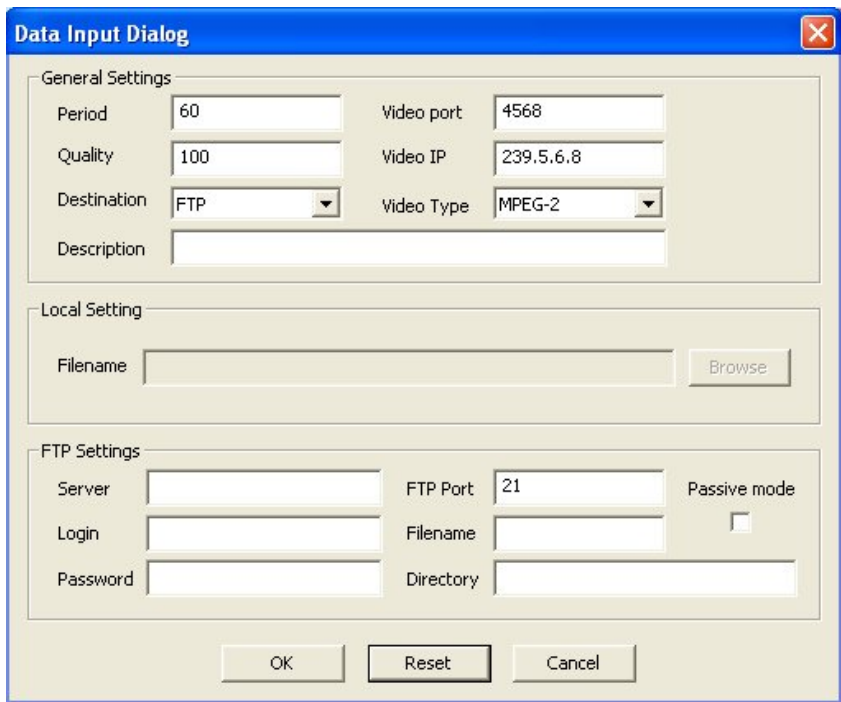 Data Input Dialog
General Settings
Period 60 Video port 4568
Quality 100 Video IP 239.5.6.8
Destination FTP Video Type MPEG-2
Description
Local Setting
Filename Browse
FTP Settings
Server FTP Port 21 Passive mode
Login Filename
Password Directory
OK Reset Cancel